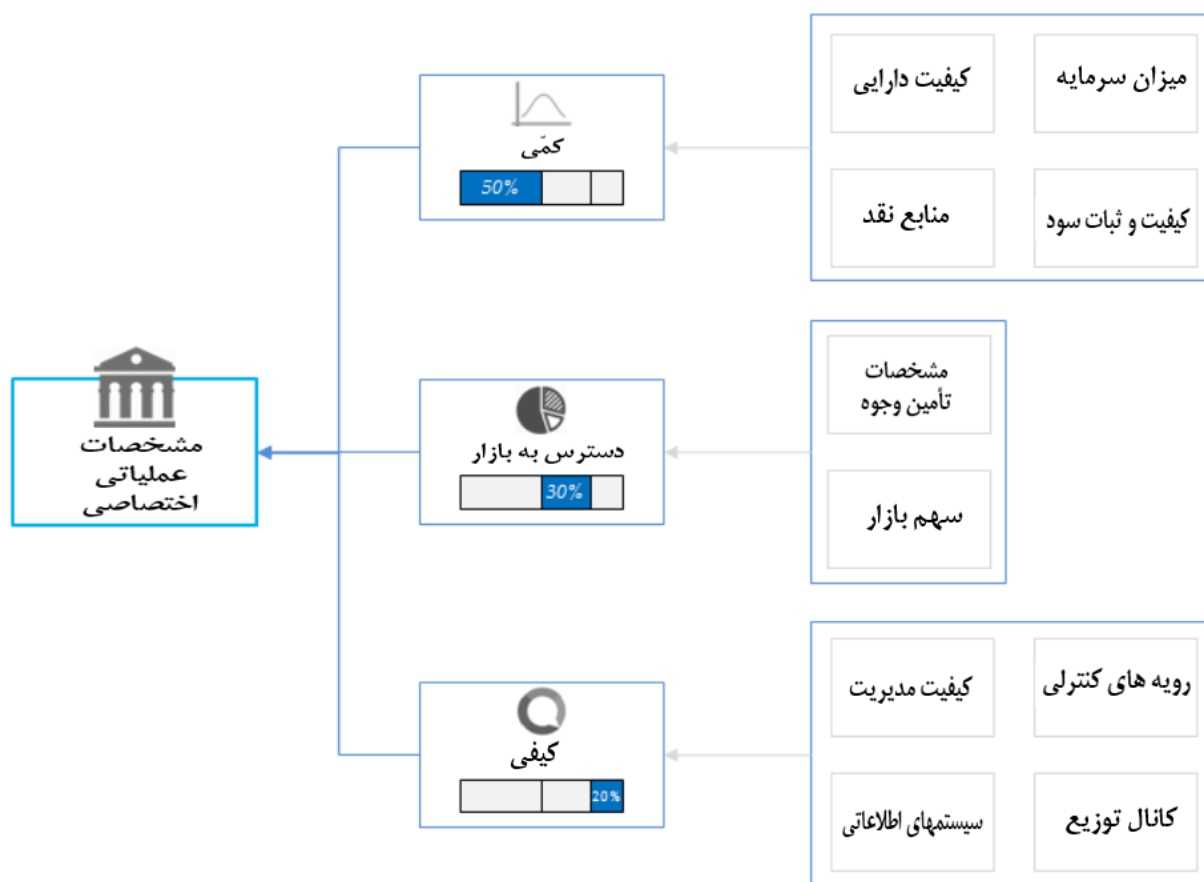 میزان سرمایه
کیفیت دارایی
کیفیت و ثبات سود
منابع نقد
کمّی
50%
مشخصات
تأمین وجوه
سهم بازار
دسترس به بازار
30%
مشخصات
عملیاتی
اختصاصی
رویه های کنترلی
کیفیت مدیریت
کانال توزیع
سیستمهای اطلاعاتی
کیفی
20%